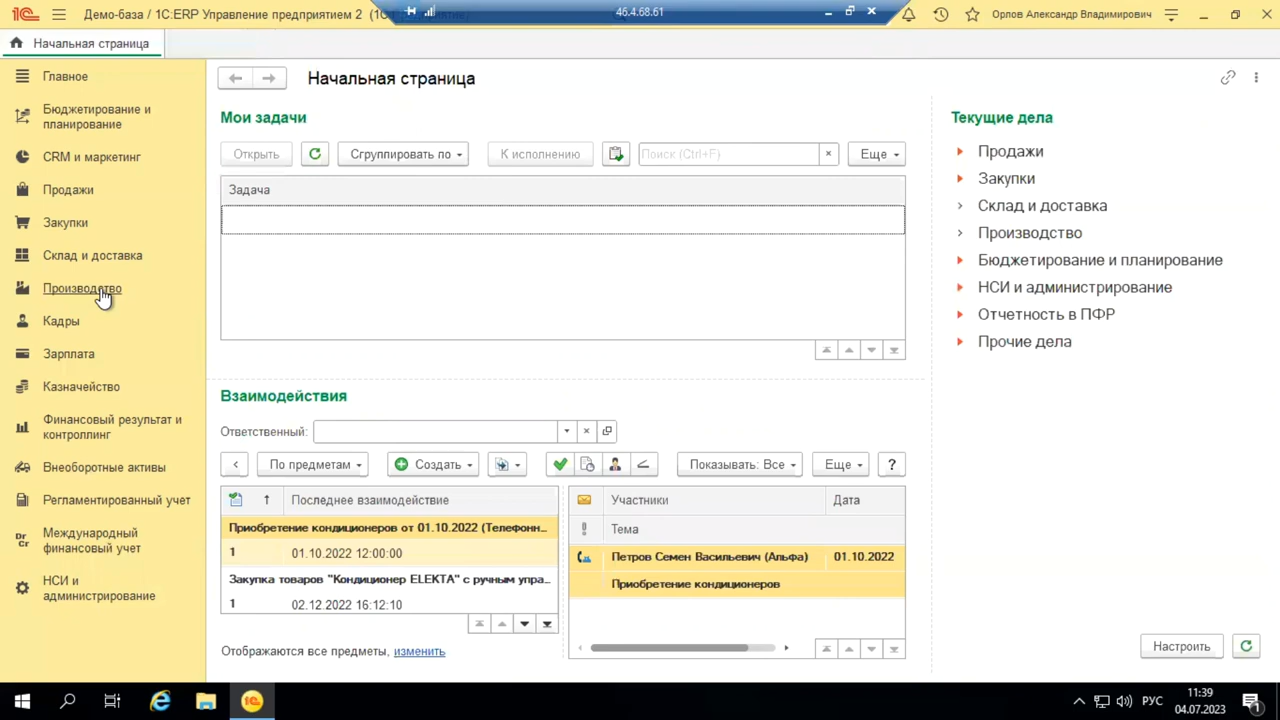 Демо-база / 1С:ERP Управление предприятием 2 (1С:Предприятие)
46.4.68.61
Орлов Александр Владимирович
Начальная страница
Главное
Бюджетирование и
планирование
CRM и маркетинг
Продажи
Закупки
Склад и доставка
Производство
Кадры
Зарплата
Казначейство
Финансовый результат и
контроллинг
Внеоборотные активы
Регламентированный учет
Dr
Cr
Международный
финансовый учет
НСИ и
администрирование
Начальная страница
Мои задачи
Открыть
Сгруппировать по
К исполнению
Поиск (Ctrl+F)
×
Еще
Задача
Взаимодействия
Ответственный:
По предметам
Создать
Показывать: Все
Еще
?
Последнее взаимодействие
Приобретение кондиционеров от 01.10.2022 (Телефонн...
1 01.10.2022 12:00:00
Закупка товаров "Кондиционер ELEKTA" с ручным упра...
1 02.12.2022 16:12:10
Отображаются все предметы, изменить
Участники
Дата
Тема
Петров Семен Васильевич (Альфа) 01.10.2022
Приобретение кондиционеров
Текущие дела
Продажи
Закупки
Склад и доставка
Производство
Бюджетирование и планирование
НСИ и администрирование
Отчетность в ПФР
Прочие дела
Настроить
РУС
11:39
04.07.2023
1